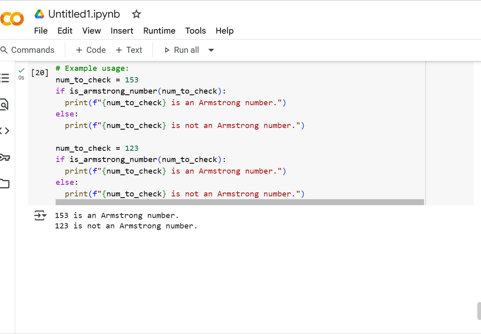 Untitled1.ipynb
File Edit View Insert Runtime Tools Help
Commands + Code + Text Run all
[20]
0s
# Example usage:
num_to_check = 153
if is_armstrong_number(num_to_check):
  print(f"{num_to_check} is an Armstrong number.")
else:
  print(f"{num_to_check} is not an Armstrong number.")

num_to_check = 123
if is_armstrong_number(num_to_check):
  print(f"{num_to_check} is an Armstrong number.")
else:
  print(f"{num_to_check} is not an Armstrong number.")
153 is an Armstrong number.
123 is not an Armstrong number.